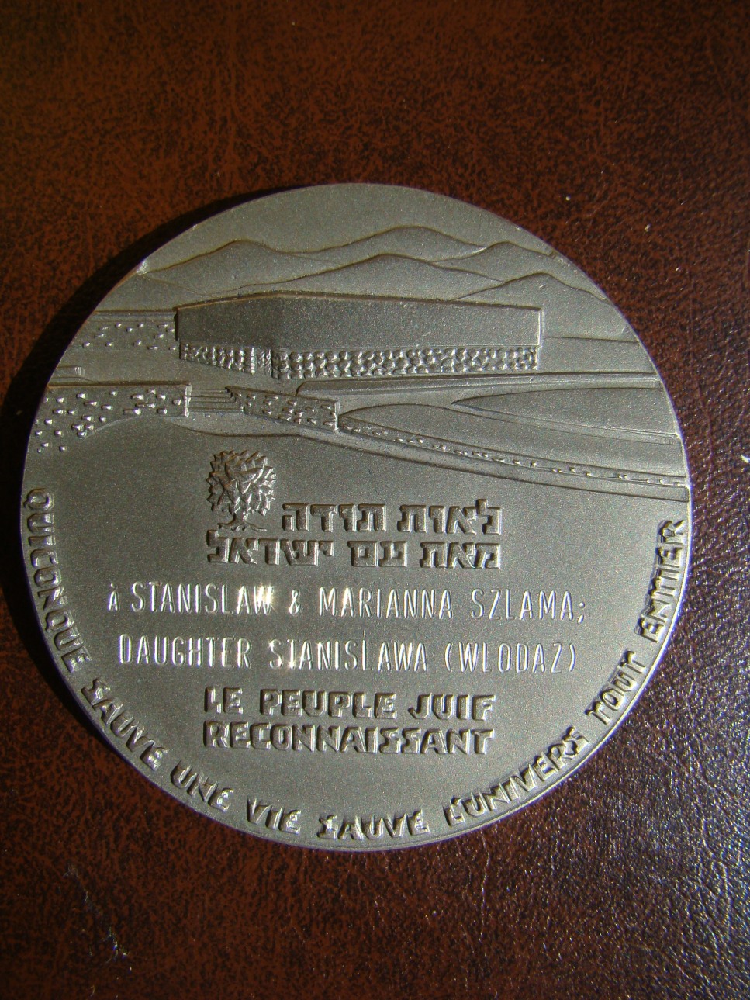 לאות תודה
מאת עם ישראל
à STANISLAW & MARIANNA SZLAMA;
DAUGHTER STANISLAWA (WLODAZ)
LE PEUPLE JUIF
RECONNAISSANT
QUICONQUE SAUVE UNE VIE SAUVE L'UNIVERS TOUT ENTIER